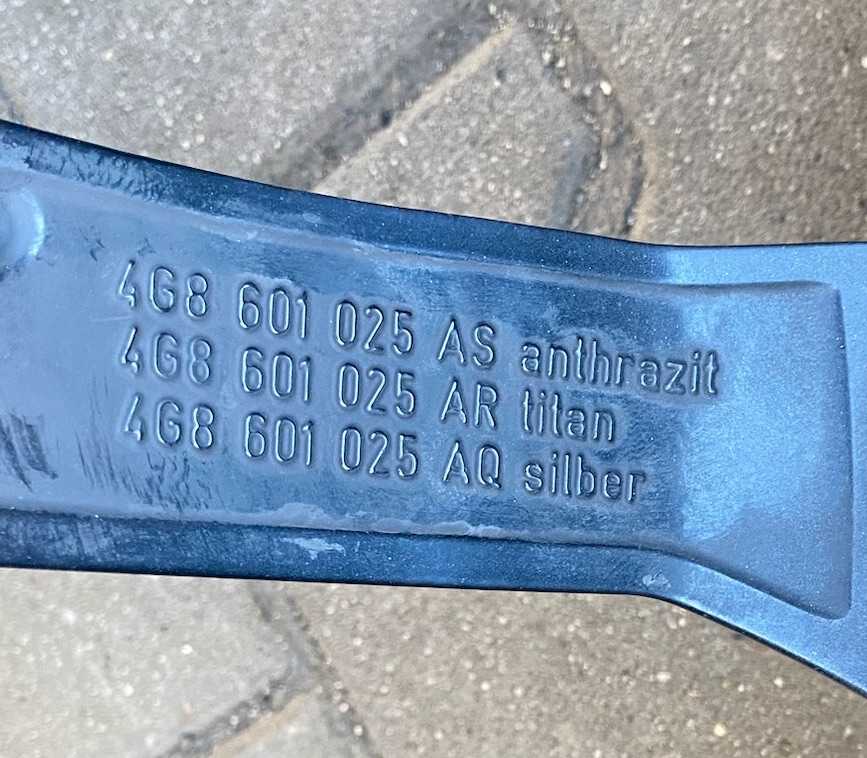 4G8 601 025 AS anthrazit
4G8 601 025 AR titan
4G8 601 025 AQ silber